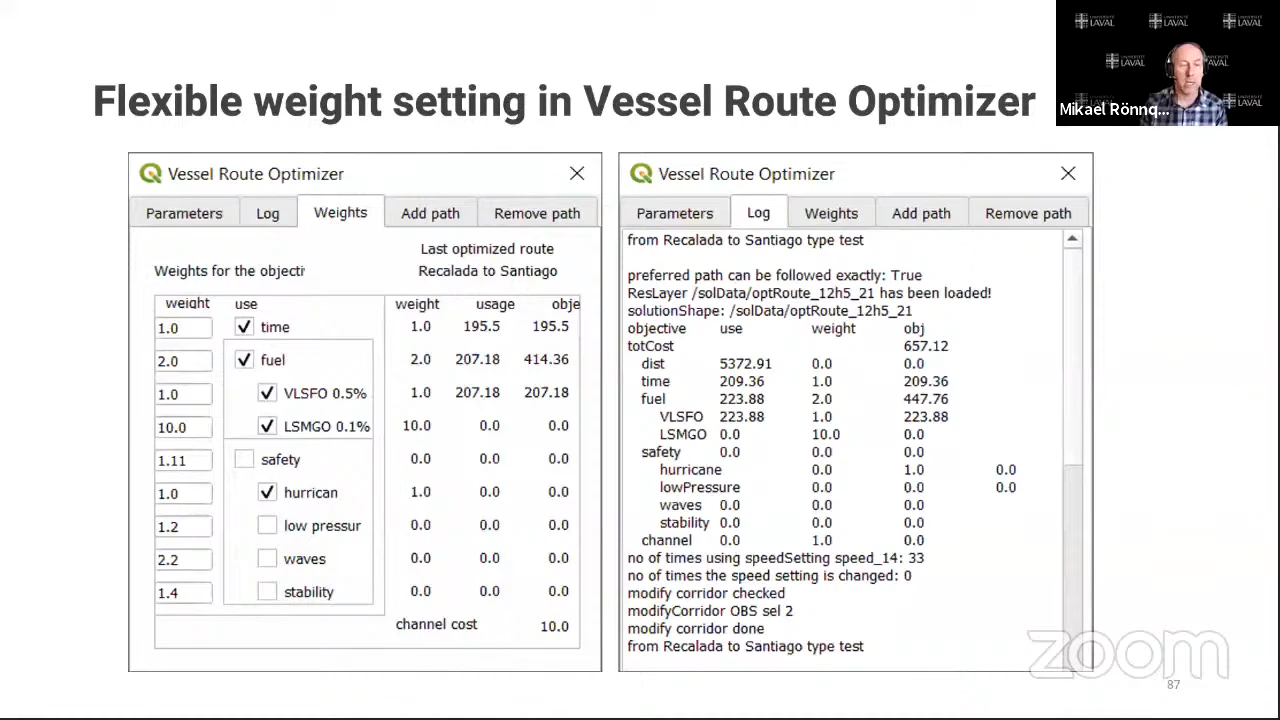 UNIVERSITÉ LAVAL UNIVERSITÉ LAVAL UNIVERSITÉ LAVAL
UNIVERSITÉ LAVAL LAVAL
LAVAL
Mikael Rönnq...
Flexible weight setting in Vessel Route Optimizer
Vessel Route Optimizer
Parameters Log Weights Add path Remove path
Last optimized route
Weights for the objecti Recalada to Santiago
weight use weight usage obje
1.0 time 1.0 195.5 195.5
2.0 fuel 2.0 207.18 414.36
1.0 VLSFO 0.5% 1.0 207.18 207.18
10.0 LSMGO 0.1% 10.0 0.0 0.0
1.11 safety 0.0 0.0 0.0
1.0 hurrican 1.0 0.0 0.0
1.2 low pressur 0.0 0.0 0.0
2.2 waves 0.0 0.0 0.0
1.4 stability 0.0 0.0 0.0
channel cost 10.0
Vessel Route Optimizer
Parameters Log Weights Add path Remove path
from Recalada to Santiago type test
preferred path can be followed exactly: True
ResLayer /solData/optRoute_12h5_21 has been loaded!
solutionShape: /solData/optRoute_12h5_21
objective use weight obj
totCost 657.12
dist 5372.91 0.0 0.0
time 209.36 1.0 209.36
fuel 223.88 2.0 447.76
VLSFO 223.88 1.0 223.88
LSMGO 0.0 10.0 0.0
safety 0.0 0.0 0.0
hurricane 0.0 1.0 0.0
lowPressure 0.0 0.0 0.0
waves 0.0 0.0 0.0
stability 0.0 0.0 0.0
channel 0.0 1.0 0.0
no of times using speedSetting speed_14: 33
no of times the speed setting is changed: 0
modify corridor checked
modifyCorridor OBS sel 2
modify corridor done
from Recalada to Santiago type test
zoom
87